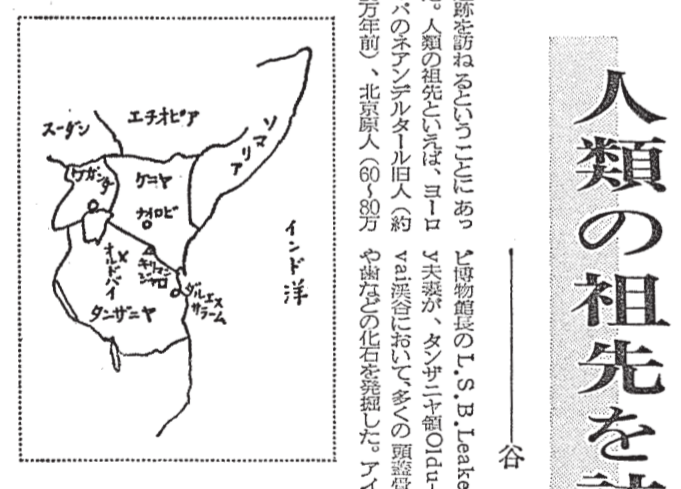 人類の祖先を
谷
跡を訪ねるということにあっ
。人類の祖先といえば、ヨーロ
パのネアンデルタール旧人(約
万年前)、北京原人(60〜80万
ビ博物館長のL.S.B.Leake
y夫妻が、タンザニヤ領Oldu-
vai渓谷において、多くの頭蓋骨
や歯などの化石を発掘した。アイ
スーダン
エチオピア
ソマリア
ウガンダ
ケニヤ
ナイロビ
インド洋
オルドバイ
キリマンジャロ
ダルエス
サラーム
タンザニヤ